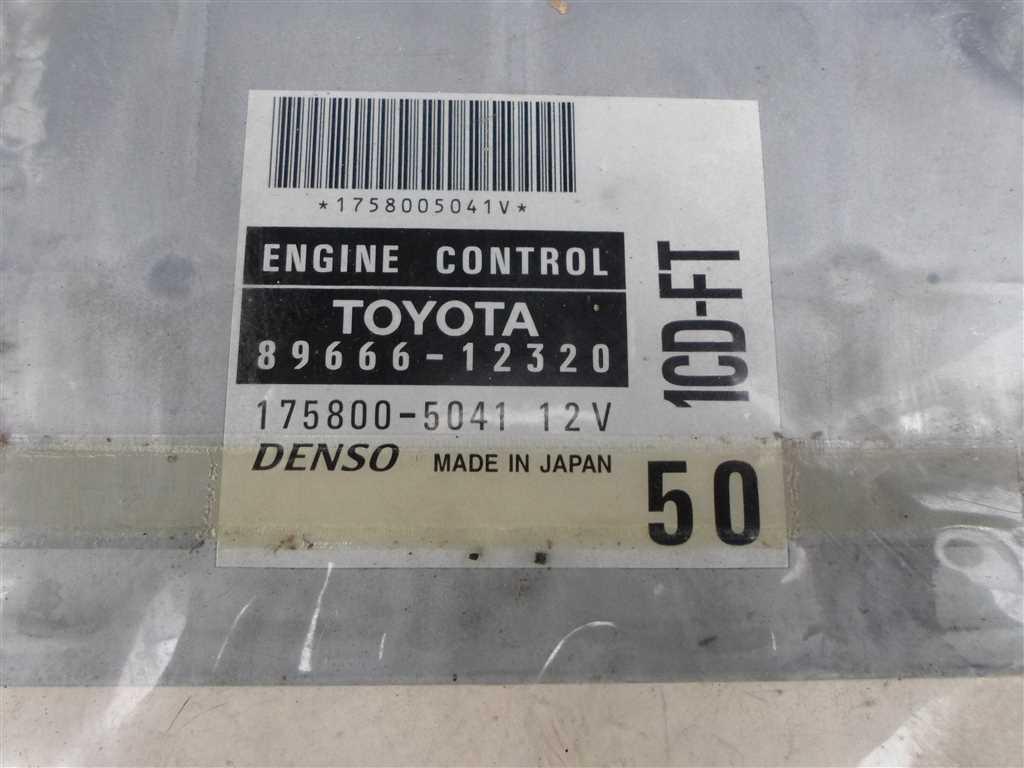 *1758005041V*
ENGINE CONTROL
TOYOTA
89666-12320
175800-5041 12V
DENSO MADE IN JAPAN
1CD-FT
50